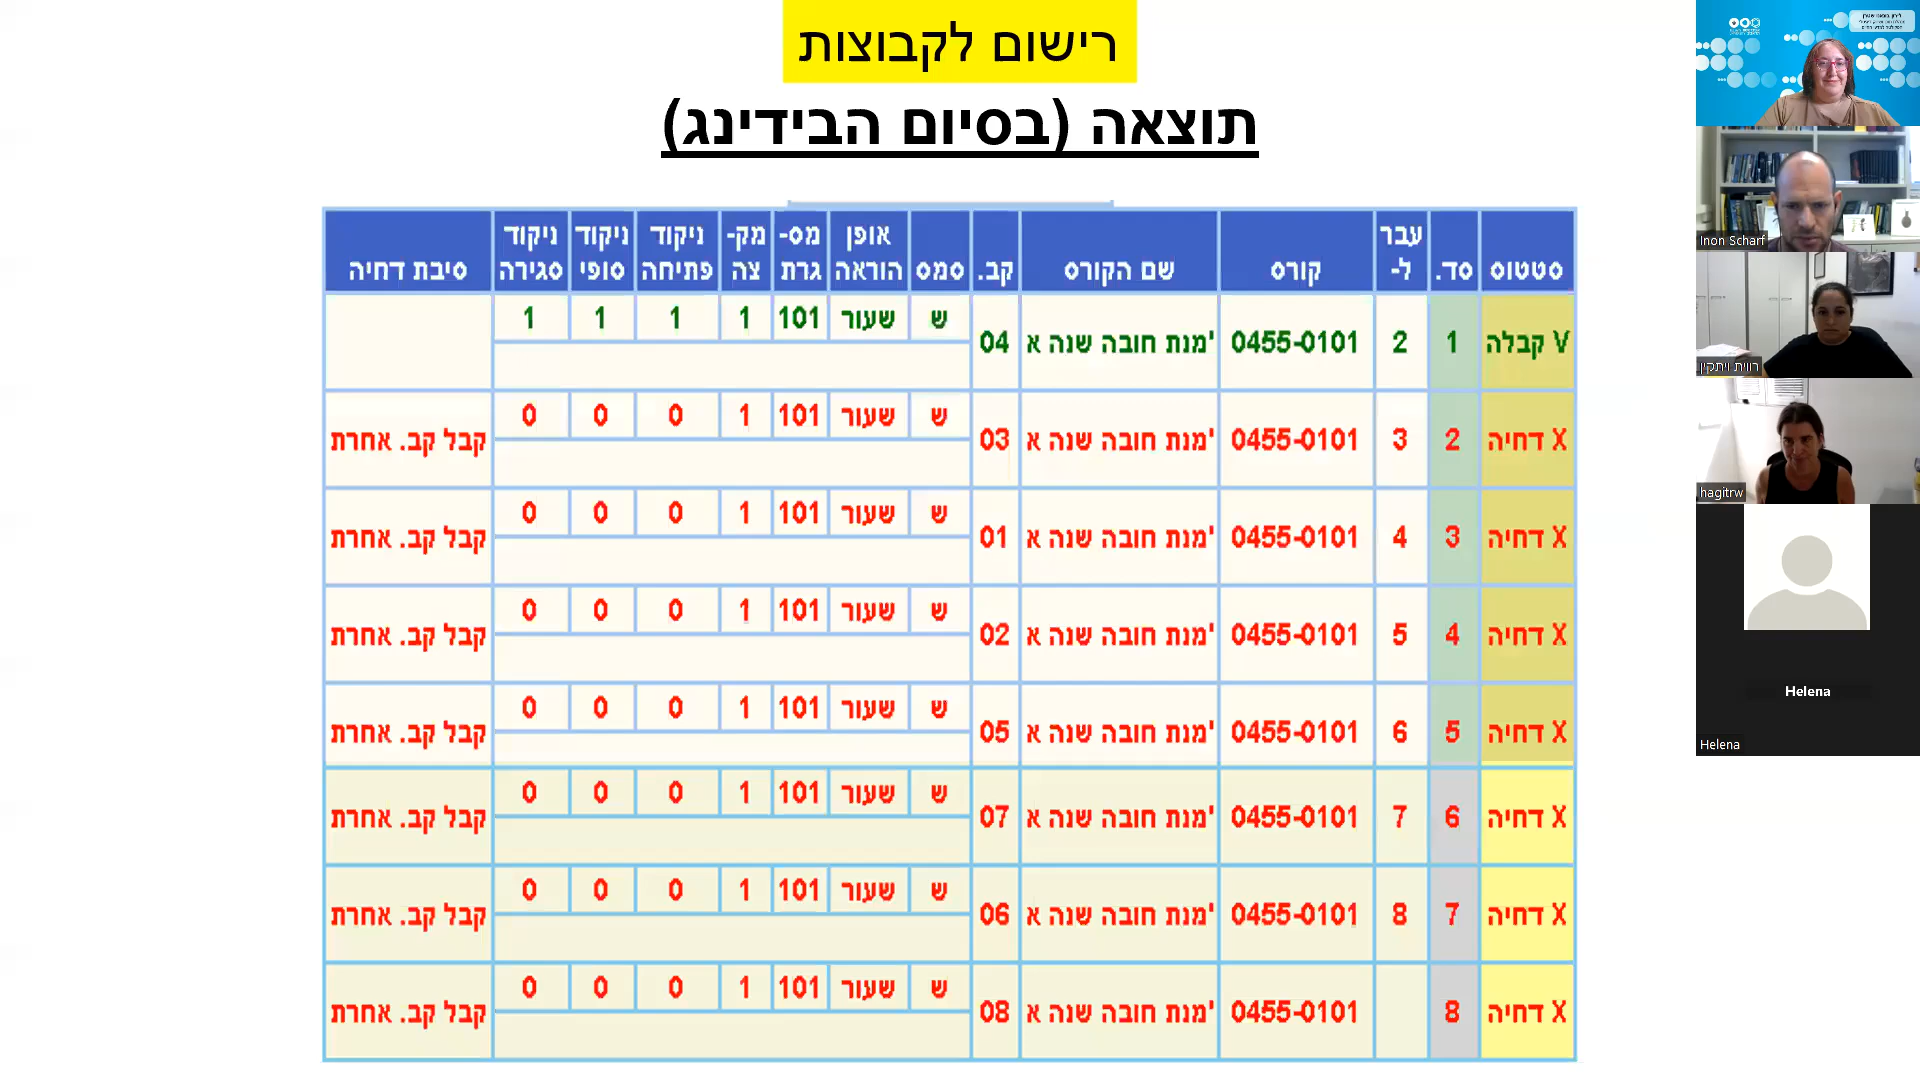 רישום לקבוצות
תוצאה (בסיום הבידינג)
סטטוס סד. עבר ל- קורס שם הקורס קב. סמס אופן הוראה מס- גרת מק- צה ניקוד פתיחה ניקוד סופי ניקוד סגירה סיבת דחיה
V קבלה 1 2 0455-0101 'מנת חובה שנה א 04 ש שעור 101 1 1 1 1
X דחיה 2 3 0455-0101 'מנת חובה שנה א 03 ש שעור 101 1 0 0 0 קבל קב. אחרת
X דחיה 3 4 0455-0101 'מנת חובה שנה א 01 ש שעור 101 1 0 0 0 קבל קב. אחרת
X דחיה 4 5 0455-0101 'מנת חובה שנה א 02 ש שעור 101 1 0 0 0 קבל קב. אחרת
X דחיה 5 6 0455-0101 'מנת חובה שנה א 05 ש שעור 101 1 0 0 0 קבל קב. אחרת
X דחיה 6 7 0455-0101 'מנת חובה שנה א 07 ש שעור 101 1 0 0 0 קבל קב. אחרת
X דחיה 7 8 0455-0101 'מנת חובה שנה א 06 ש שעור 101 1 0 0 0 קבל קב. אחרת
X דחיה 8 0455-0101 'מנת חובה שנה א 08 ש שעור 101 1 0 0 0 קבל קב. אחרת
Inon Scharf
רווית ויתקין
hagitrw
Helena
Helena